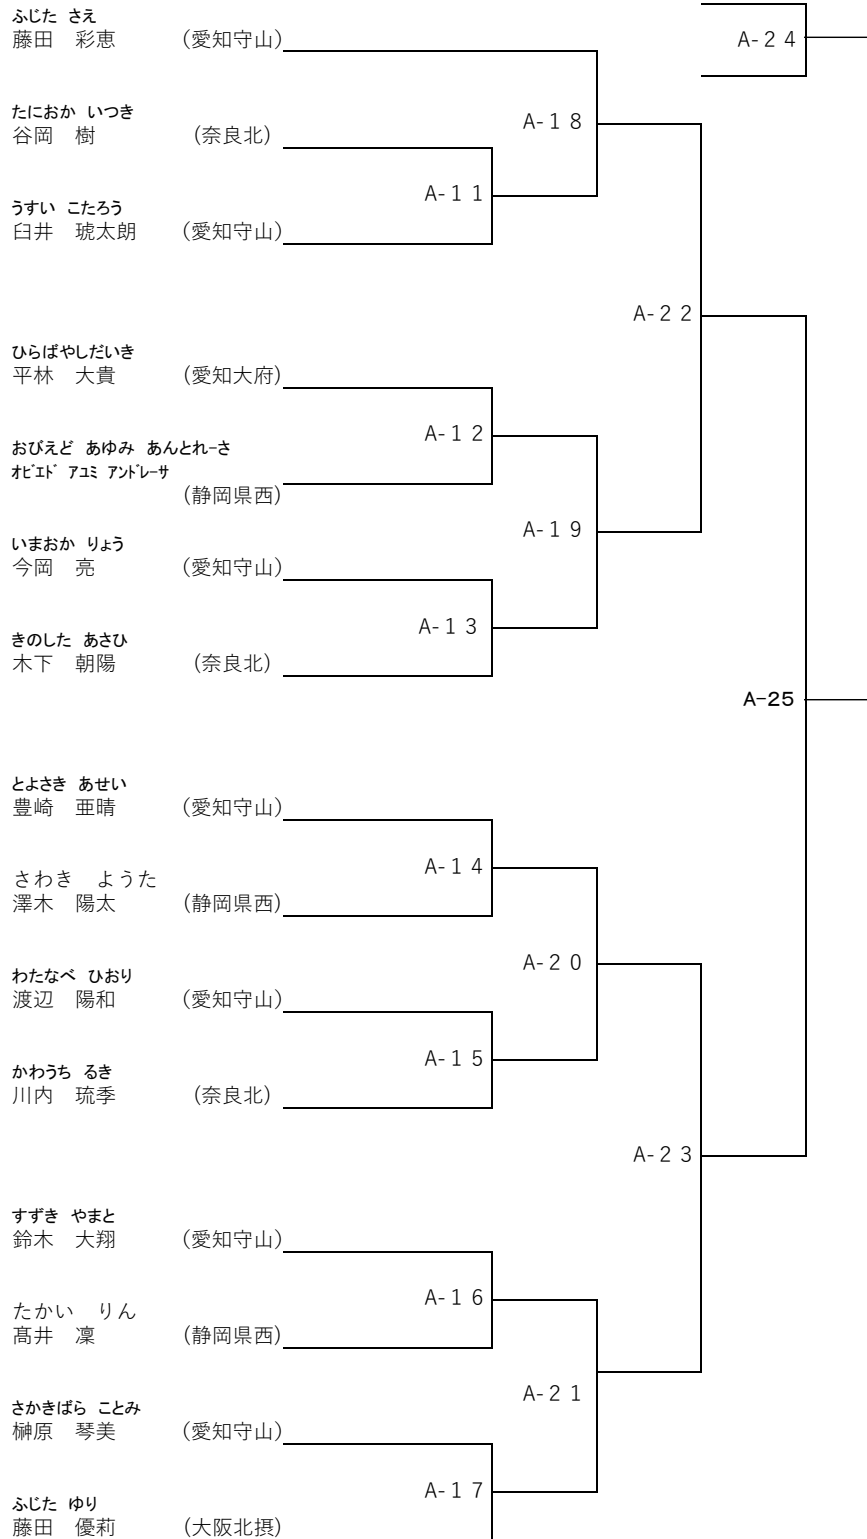 ふじた さえ
藤田　彩恵　(愛知守山)
A-24
たにおか いつき
谷岡　樹　(奈良北)
A-18
A-11
うすい こたろう
臼井　琥太朗　(愛知守山)
A-22
ひらばやしだいき
平林　大貴　(愛知大府)
A-12
おびえど あゆみ あんとれーさ
オビエド アユミ アンドレーサ
(静岡県西)
A-19
いまおか りょう
今岡　亮　(愛知守山)
A-13
きのした あさひ
木下　朝陽　(奈良北)
A-25
とよさき あせい
豊崎　亜晴　(愛知守山)
A-14
さわき　ようた
澤木　陽太　(静岡県西)
A-20
わたなべ ひおり
渡辺　陽和　(愛知守山)
A-15
かわうち るき
川内　琉季　(奈良北)
A-23
すずき やまと
鈴木　大翔　(愛知守山)
A-16
たかい　りん
髙井　凜　(静岡県西)
A-21
さかきばら ことみ
榊原　琴美　(愛知守山)
A-17
ふじた ゆり
藤田　優莉　(大阪北摂)